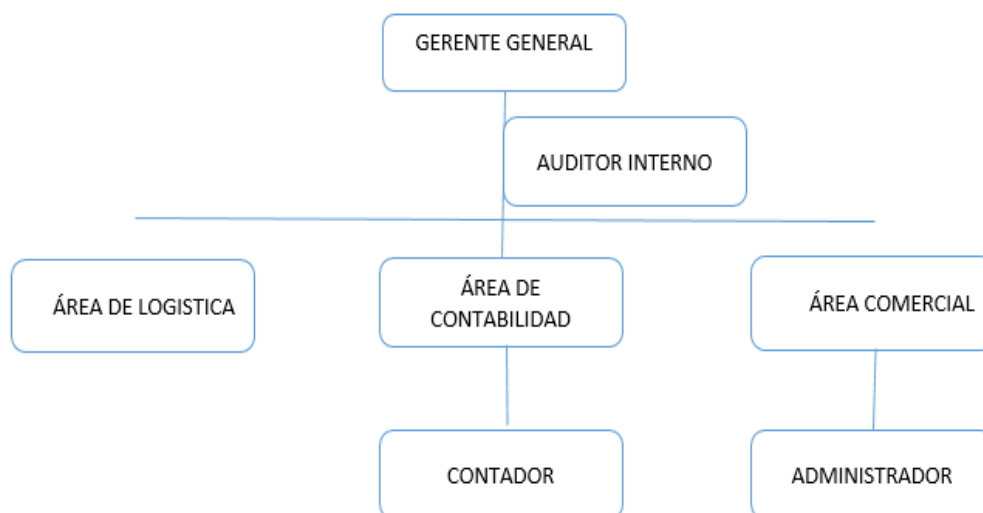 GERENTE GENERAL
AUDITOR INTERNO
ÁREA DE LOGISTICA
ÁREA DE
CONTABILIDAD
ÁREA COMERCIAL
CONTADOR
ADMINISTRADOR